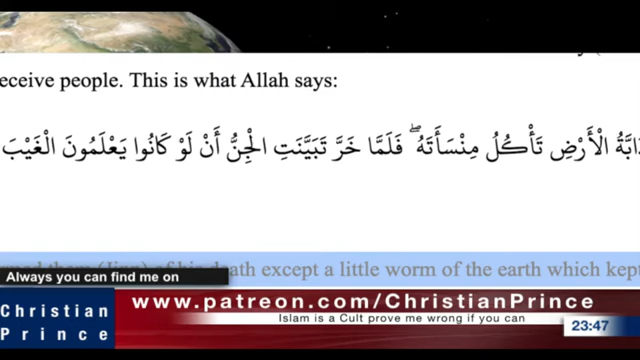 eceive people. This is what Allah says:
دَابَّةُ الْأَرْضِ تَأْكُلُ مِنْسَأَتَهُ ۖ فَلَمَّا خَرَّ تَبَيَّنَتِ الْجِنُّ أَنْ لَوْ كَانُوا يَعْلَمُونَ الْغَيْبَ
death except a little worm of the earth which kept
Always you can find me on
Christian Prince
www.patreon.com/ChristianPrince
Islam is a Cult prove me wrong if you can
23:47